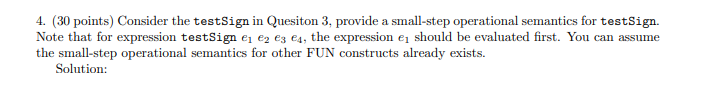 4. (30 points) Consider the testSign in Quesiton 3, provide a small-step operational semantics for testSign.
Note that for expression testSign e₁ e₂ e₃ e₄, the expression e₁ should be evaluated first. You can assume
the small-step operational semantics for other FUN constructs already exists.
Solution: